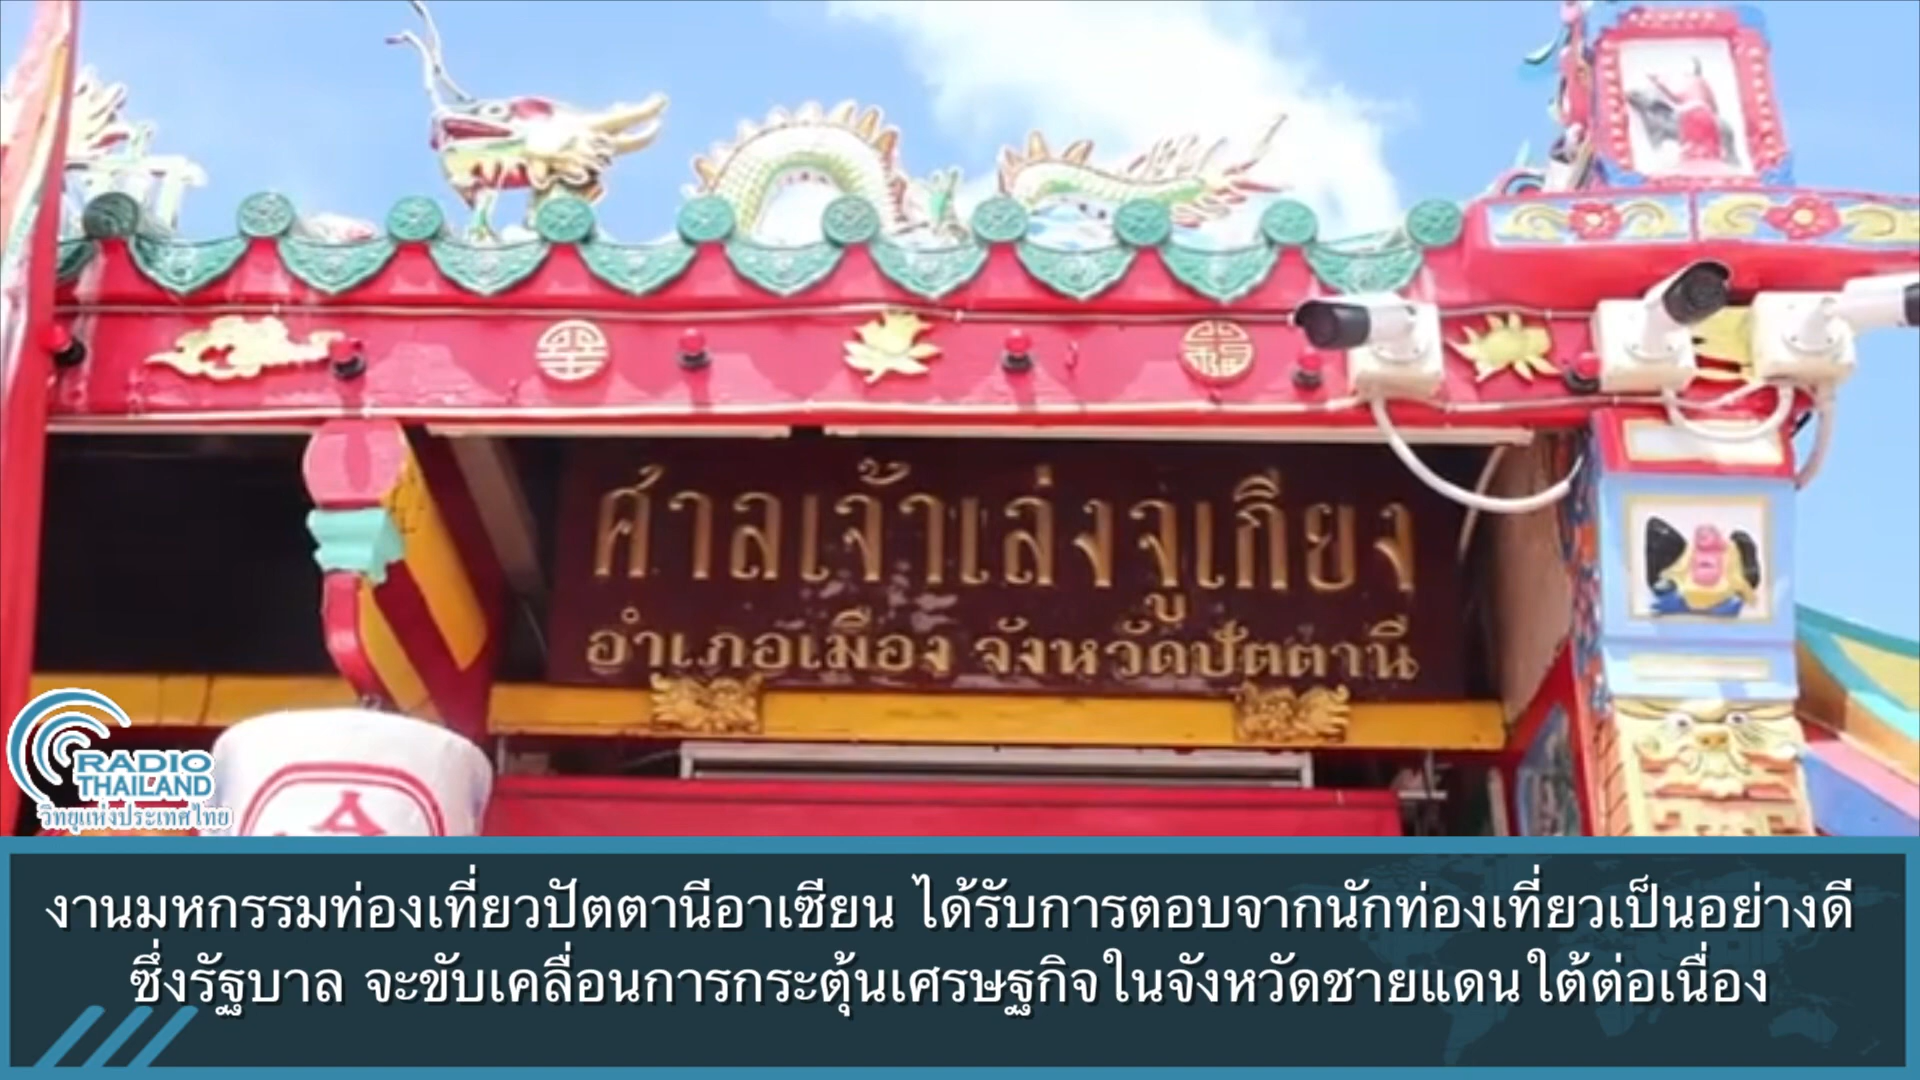 ศาลเจ้าเล่งจูเกียง
อำเภอเมือง จังหวัดปัตตานี
RADIO
THAILAND
วิทยุแห่งประเทศไทย
งานมหกรรมท่องเที่ยวปัตตานีอาเซียน ได้รับการตอบจากนักท่องเที่ยวเป็นอย่างดี
ซึ่งรัฐบาล จะขับเคลื่อนการกระตุ้นเศรษฐกิจในจังหวัดชายแดนใต้ต่อเนื่อง